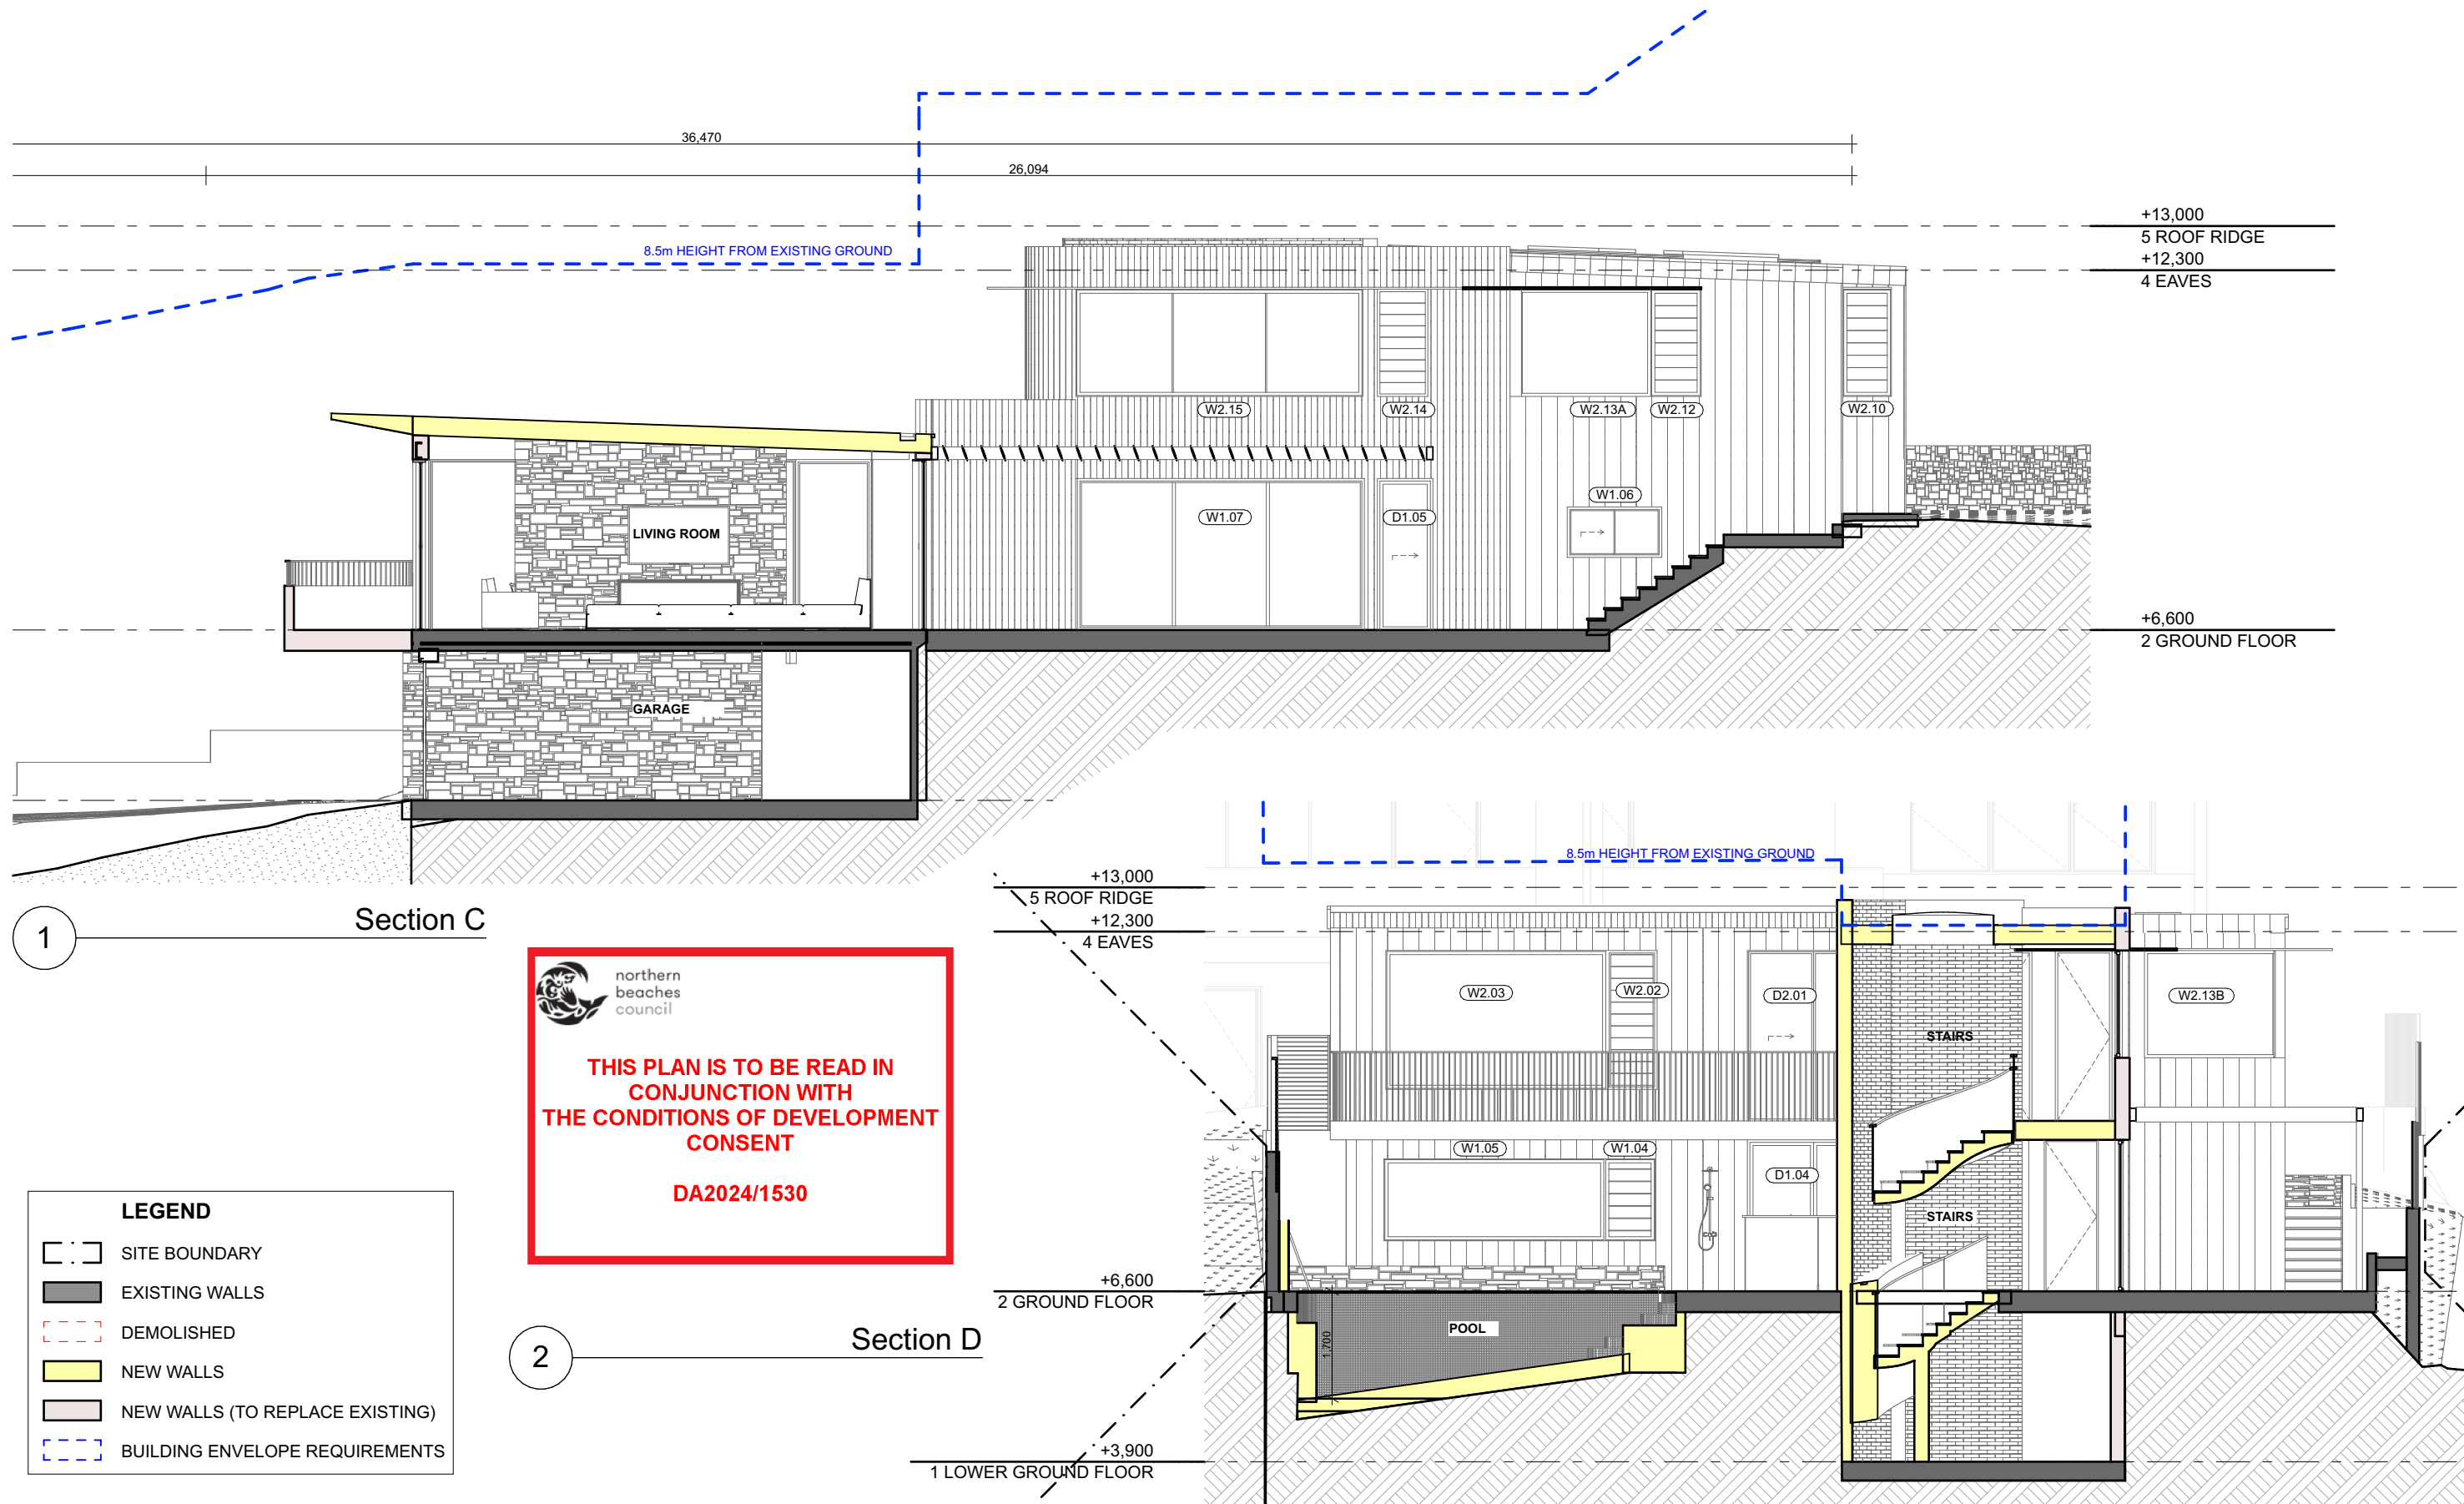 36,470
26,094
8.5m HEIGHT FROM EXISTING GROUND
+13,000
5 ROOF RIDGE
+12,300
4 EAVES
W2.15
W2.14
W2.13A
W2.12
W2.10
W1.06
W1.07
D1.05
LIVING ROOM
+6,600
2 GROUND FLOOR
GARAGE
1
Section C
8.5m HEIGHT FROM EXISTING GROUND
+13,000
5 ROOF RIDGE
+12,300
4 EAVES
W2.03
W2.02
D2.01
W2.13B
STAIRS
W1.05
W1.04
D1.04
STAIRS
+6,600
2 GROUND FLOOR
POOL
1,700
2
Section D
+3,900
1 LOWER GROUND FLOOR
northern
beaches
council
THIS PLAN IS TO BE READ IN
CONJUNCTION WITH
THE CONDITIONS OF DEVELOPMENT
CONSENT
DA2024/1530
LEGEND
SITE BOUNDARY
EXISTING WALLS
DEMOLISHED
NEW WALLS
NEW WALLS (TO REPLACE EXISTING)
BUILDING ENVELOPE REQUIREMENTS